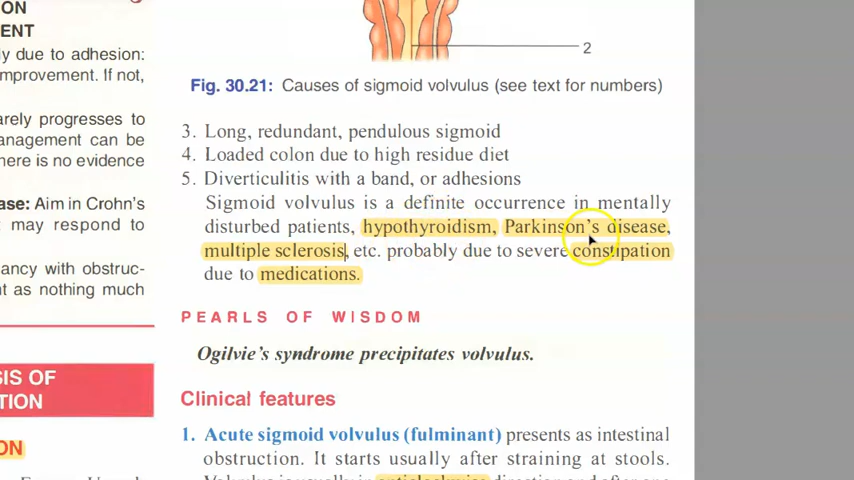 ON
ENT
y due to adhesion:
mprovement. If not,
arely progresses to
anagement can be
here is no evidence
ase: Aim in Crohn's
t may respond to
ancy with obstruc-
nt as nothing much
SIS OF
TION
ON
2
Fig. 30.21: Causes of sigmoid volvulus (see text for numbers)
3. Long, redundant, pendulous sigmoid
4. Loaded colon due to high residue diet
5. Diverticulitis with a band, or adhesions
Sigmoid volvulus is a definite occurrence in mentally
disturbed patients, hypothyroidism, Parkinson's disease,
multiple sclerosis, etc. probably due to severe constipation
due to medications.
PEARLS OF WISDOM
Ogilvie's syndrome precipitates volvulus.
Clinical features
1. Acute sigmoid volvulus (fulminant) presents as intestinal
obstruction. It starts usually after straining at stools.